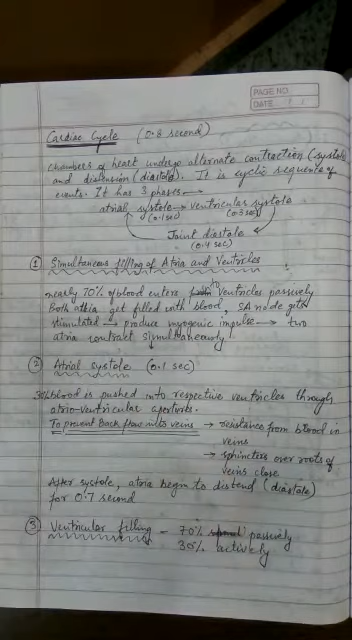 PAGE NO.
DATE / /
Cardiac Cycle (0.8 second)
Chambers of heart undergo alternate contraction (systole
and distension (diastole). It is cyclic sequence of
events. It has 3 phases →
atrial systole → ventricular systole
(0.1 sec) (0.3 sec)
Joint diastole
(0.4 sec)
① Simultaneous filling of Atria and Ventricles
nearly 70% of blood enters to ventricles passively
Both atria get filled with blood, SA node gets
stimulated → produce myogenic impulse → two
atria contract simultaneously
② Atrial systole (0.1 sec)
30% blood is pushed into respective ventricles through
atrio-ventricular apertures.
To prevent Back flow into veins → resistance from blood in
veins
→ sphincters over roots of
veins close
After systole, atria begin to distend (diastole)
for 0.7 second
③ Ventricular filling - 70% passively
30% actively